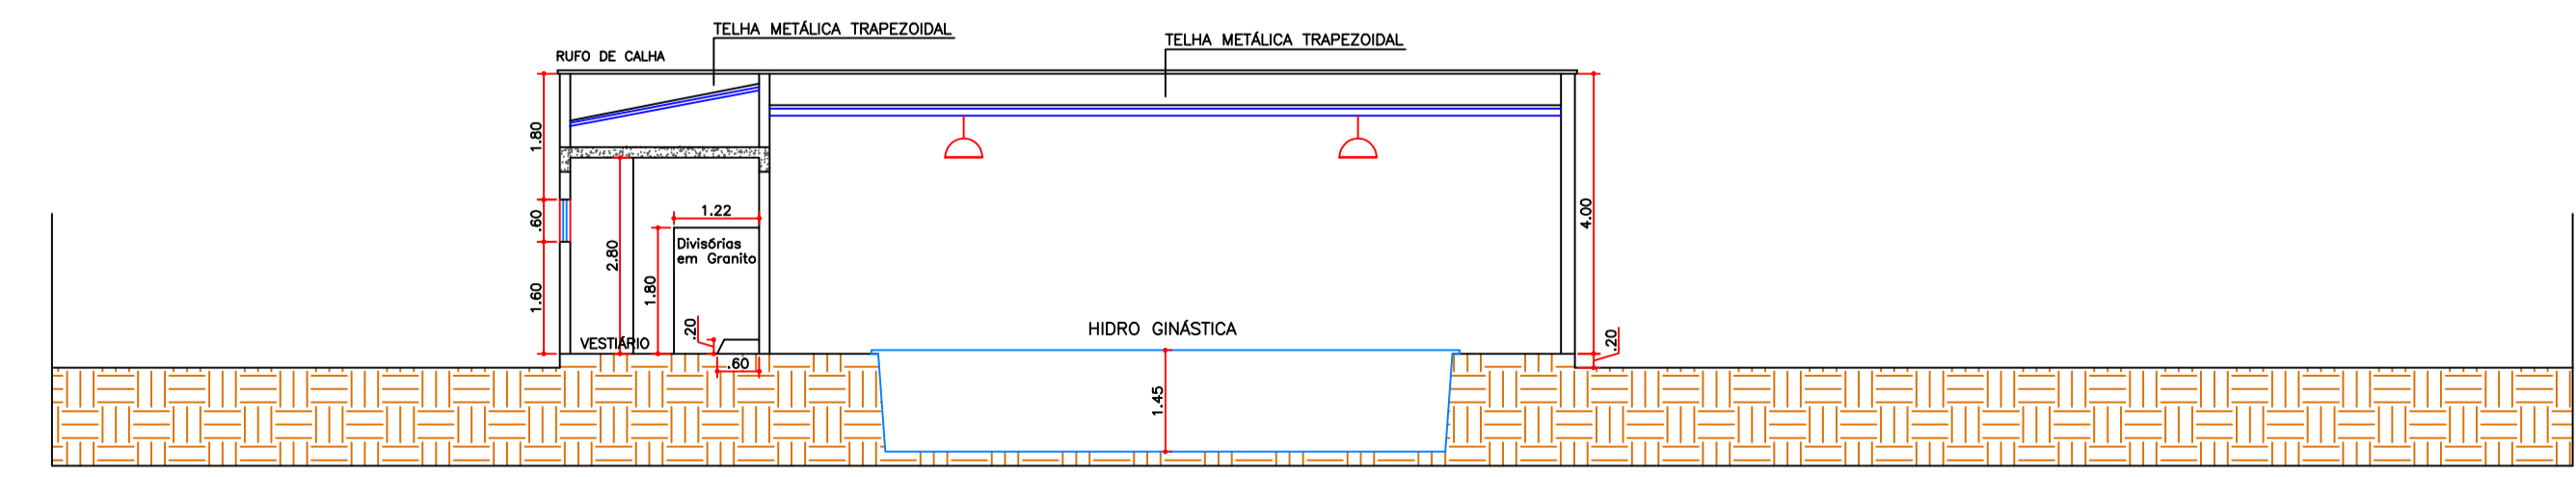 TELHA METÁLICA TRAPEZOIDAL
TELHA METÁLICA TRAPEZOIDAL
RUFO DE CALHA
1.80
.60
1.60
2.80
1.80
1.22
Divisórias
em Granito
.20
.60
VESTIÁRIO
HIDRO GINÁSTICA
1.45
4.00
.20